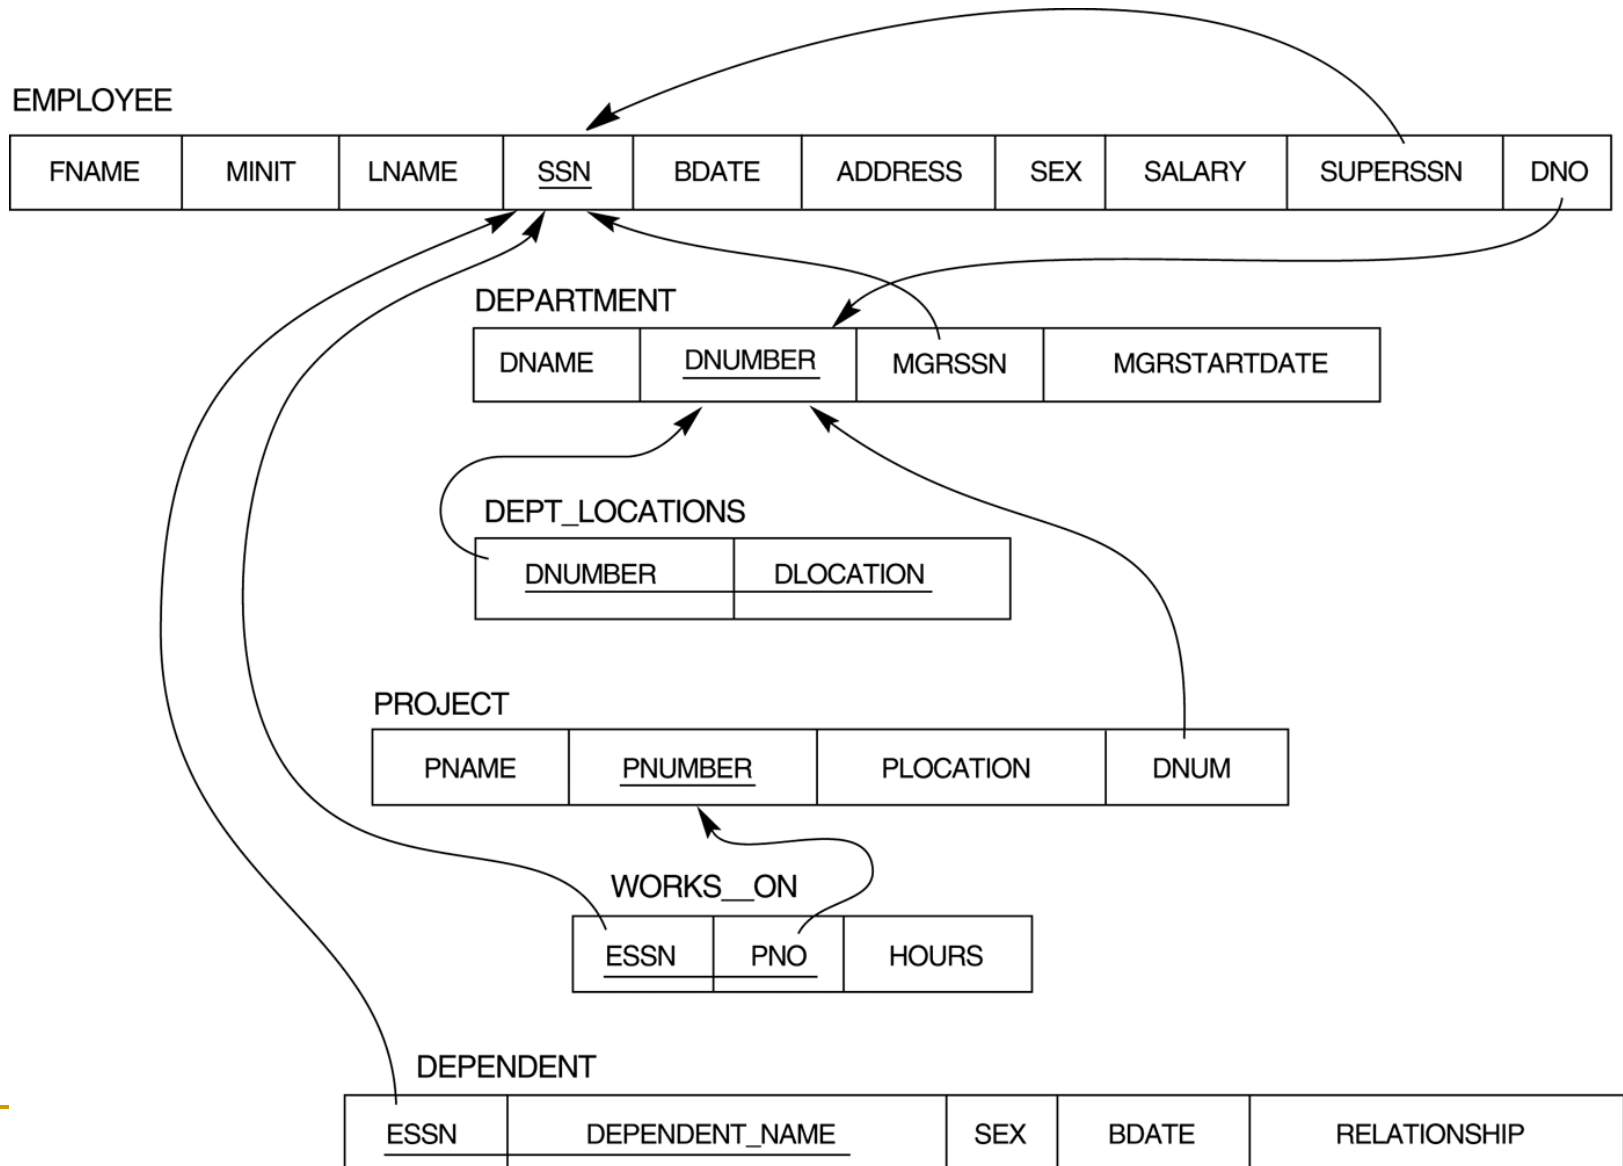 EMPLOYEE
FNAME MINIT LNAME SSN BDATE ADDRESS SEX SALARY SUPERSSN DNO
DEPARTMENT
DNAME DNUMBER MGRSSN MGRSTARTDATE
DEPT_LOCATIONS
DNUMBER DLOCATION
PROJECT
PNAME PNUMBER PLOCATION DNUM
WORKS__ON
ESSN PNO HOURS
DEPENDENT
ESSN DEPENDENT_NAME SEX BDATE RELATIONSHIP